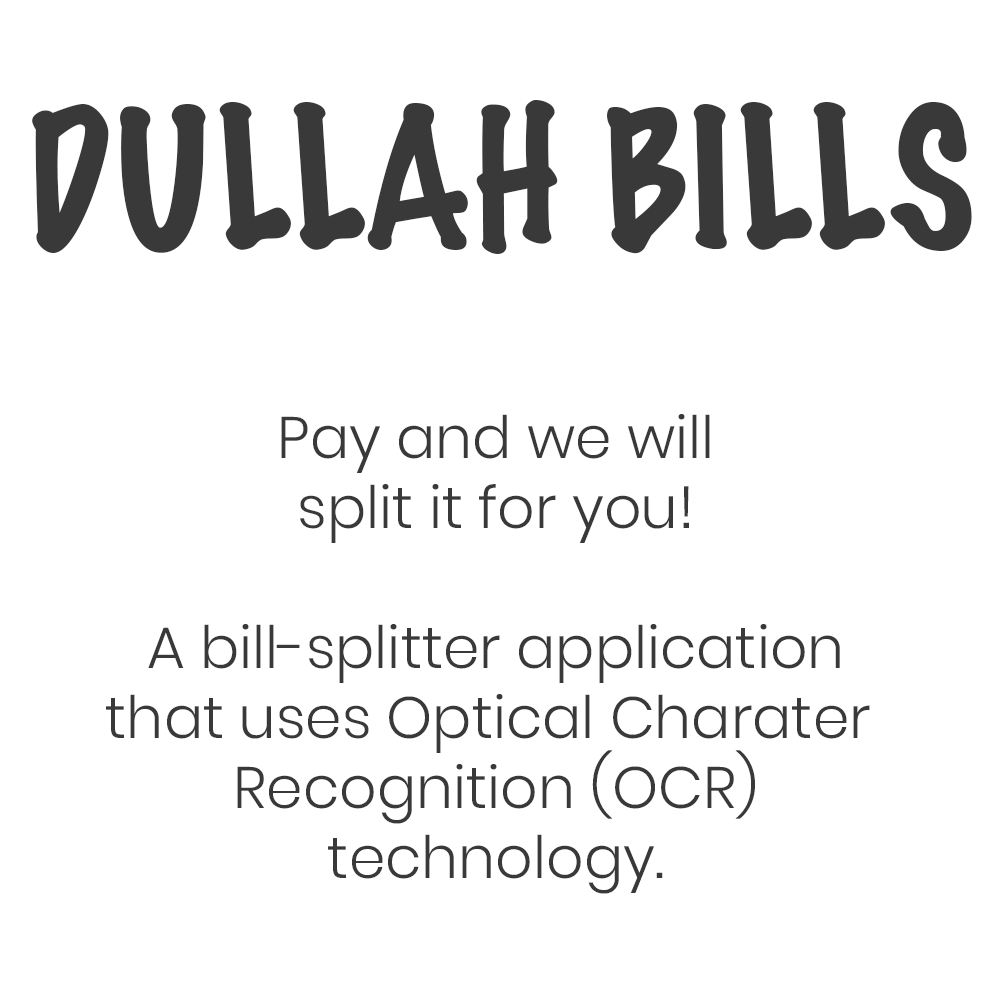 DULLAH BILLS
Pay and we will
split it for you!
A bill-splitter application
that uses Optical Charater
Recognition (OCR)
technology.